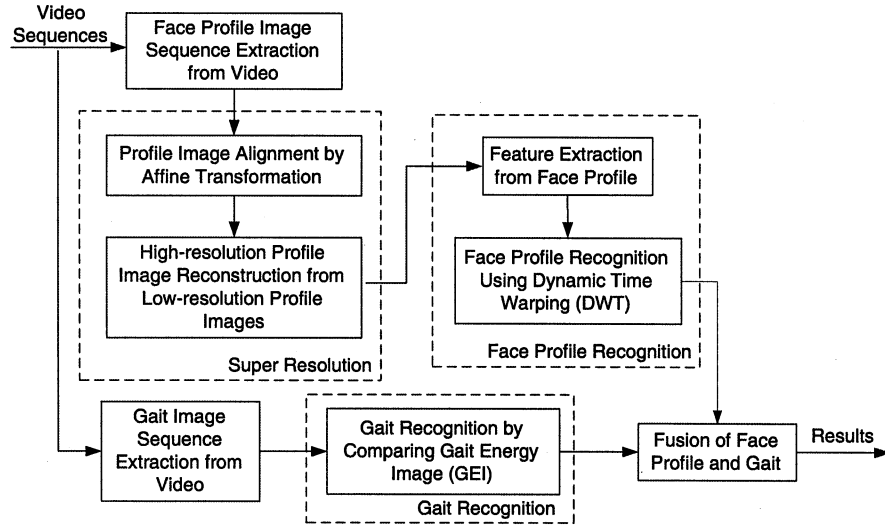 Video
Sequences
Face Profile Image
Sequence Extraction
from Video
Profile Image Alignment by
Affine Transformation
High-resolution Profile
Image Reconstruction from
Low-resolution Profile
Images
Super Resolution
Feature Extraction
from Face Profile
Face Profile Recognition
Using Dynamic Time
Warping (DWT)
Face Profile Recognition
Gait Image
Sequence
Extraction from
Video
Gait Recognition by
Comparing Gait Energy
Image (GEI)
Gait Recognition
Fusion of Face
Profile and Gait
Results